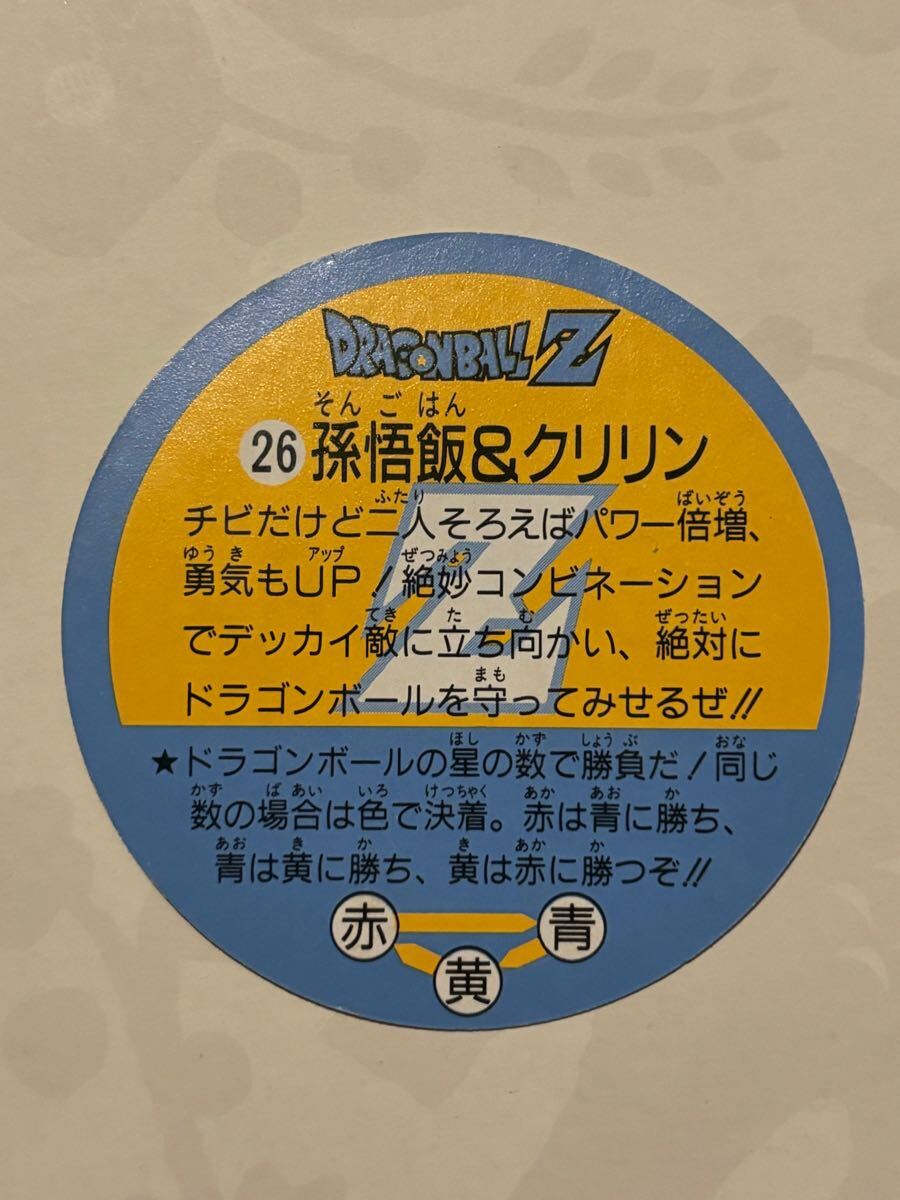 DRAGONBALL Z
そん ご はん
26 孫悟飯&クリリン
ふたり ばいぞう
チビだけど二人そろえばパワー倍増、
ゆうき アップ ぜつみょう
勇気もUP!絶妙コンビネーション
てき た む ぜったい
でデッカイ敵に立ち向かい、絶対に
まも
ドラゴンボールを守ってみせるぜ!!
ほし かず しょうぶ おな
★ドラゴンボールの星の数で勝負だ!同じ
かず ばあい いろ けっちゃく あか あお か
数の場合は色で決着。赤は青に勝ち、
あお き か き あか か
青は黄に勝ち、黄は赤に勝つぞ!!
赤 青
黄